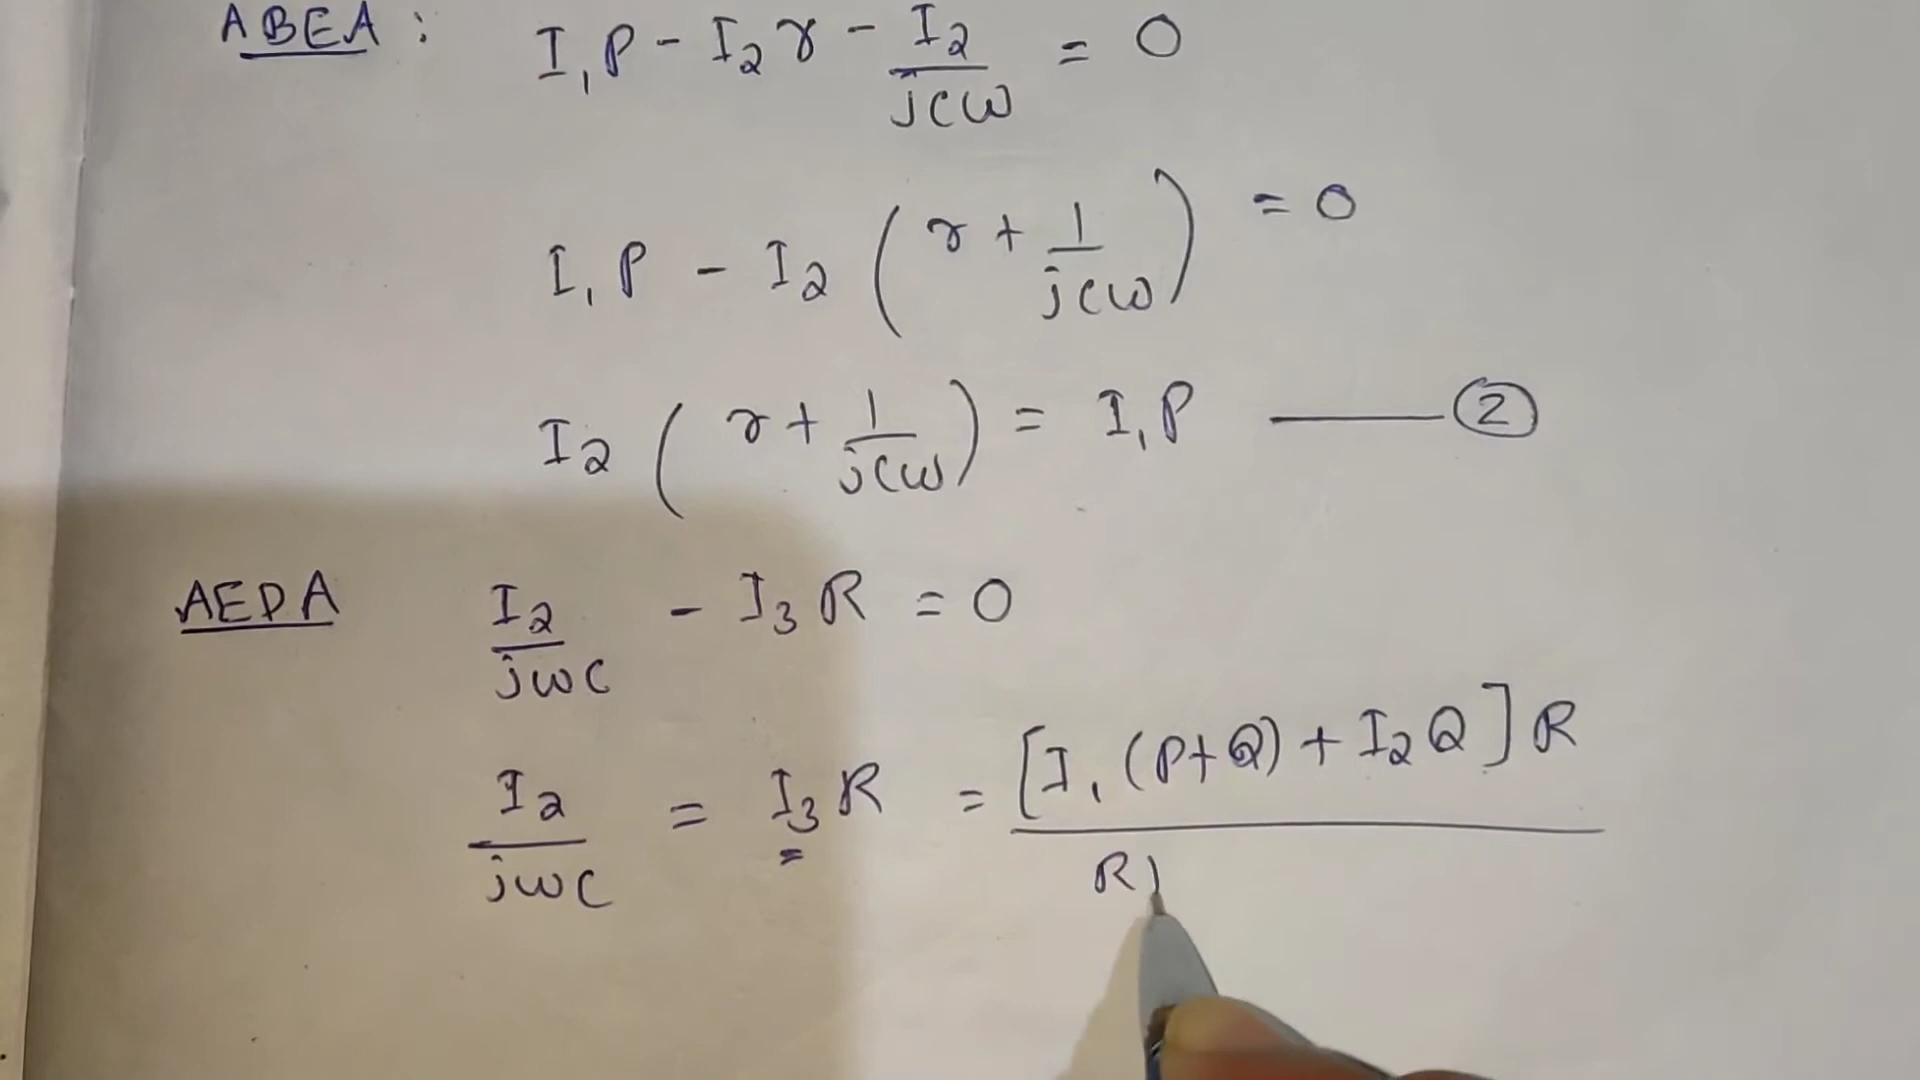 ABEA : I₁P - I₂r - I₂/jcω = 0
I₁P - I₂ ( r + 1/jcω ) = 0
I₂ ( r + 1/jcω ) = I₁P —— ②
AEDA I₂/jωc - I₃R = 0
I₂/jωc = I₃R = [I₁(P+Q) + I₂Q]R / R